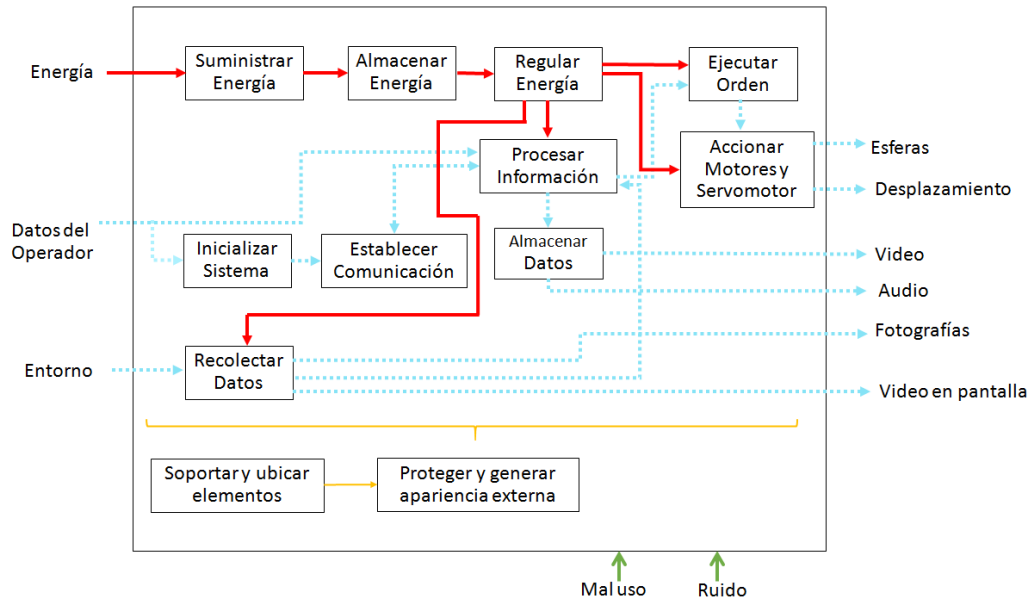 Energía
Suministrar
Energía
Almacenar
Energía
Regular
Energía
Ejecutar
Orden
Procesar
Información
Accionar
Motores y
Servomotor
Esferas
Desplazamiento
Datos del
Operador
Inicializar
Sistema
Establecer
Comunicación
Almacenar
Datos
Video
Audio
Fotografías
Entorno
Recolectar
Datos
Video en pantalla
Soportar y ubicar
elementos
Proteger y generar
apariencia externa
Mal uso
Ruido